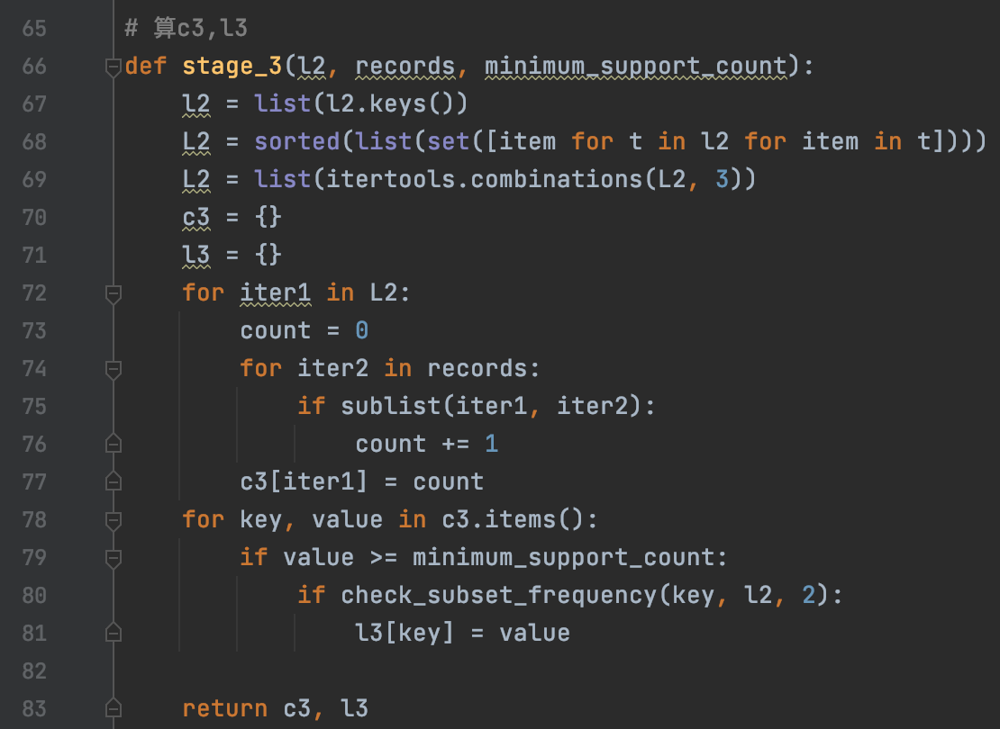 65 # 算c3,l3
66 def stage_3(l2, records, minimum_support_count):
67     l2 = list(l2.keys())
68     L2 = sorted(list(set([item for t in l2 for item in t])))
69     L2 = list(itertools.combinations(L2, 3))
70     c3 = {}
71     l3 = {}
72     for iter1 in L2:
73         count = 0
74         for iter2 in records:
75             if sublist(iter1, iter2):
76                 count += 1
77         c3[iter1] = count
78     for key, value in c3.items():
79         if value >= minimum_support_count:
80             if check_subset_frequency(key, l2, 2):
81                 l3[key] = value
82
83     return c3, l3